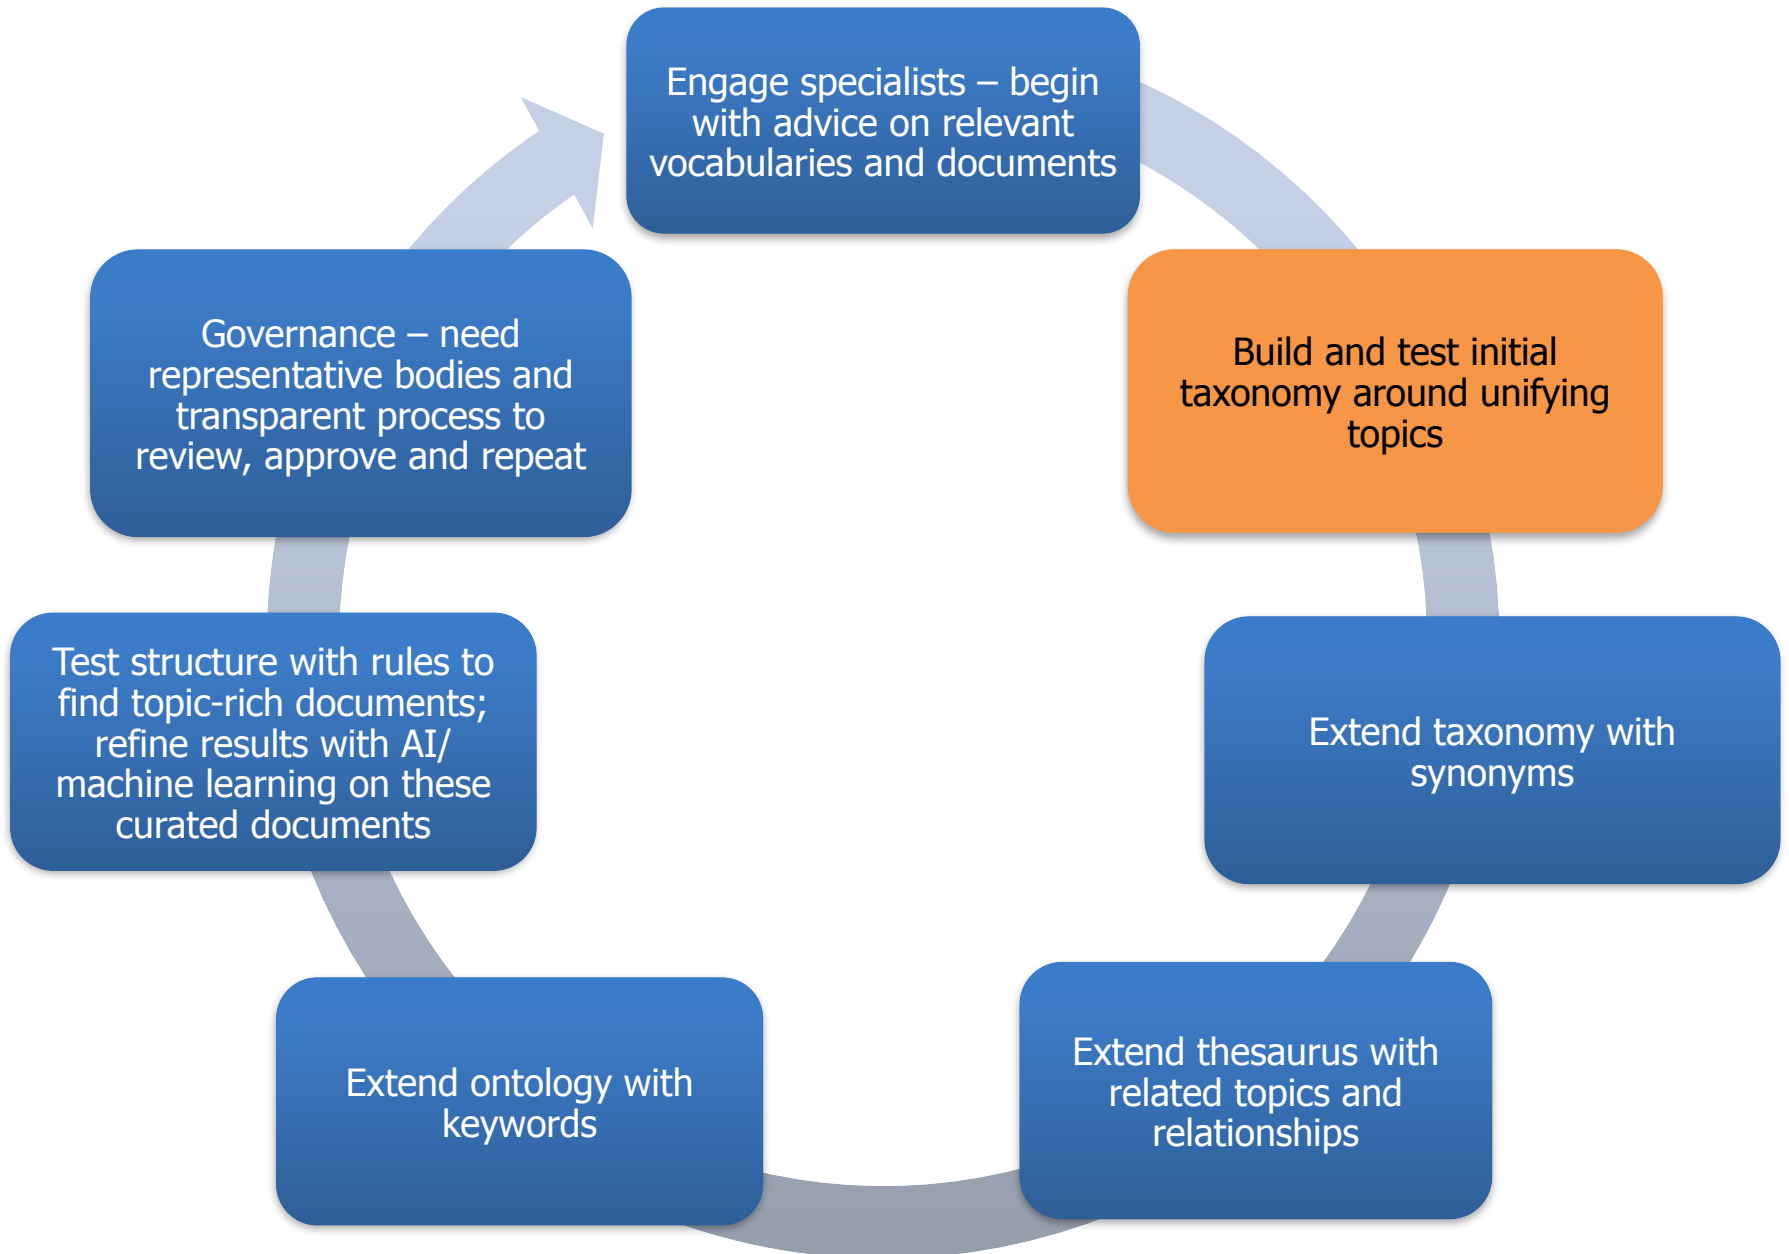 Engage specialists – begin
with advice on relevant
vocabularies and documents
Build and test initial
taxonomy around unifying
topics
Extend taxonomy with
synonyms
Extend thesaurus with
related topics and
relationships
Extend ontology with
keywords
Test structure with rules to
find topic-rich documents;
refine results with AI/
machine learning on these
curated documents
Governance – need
representative bodies and
transparent process to
review, approve and repeat